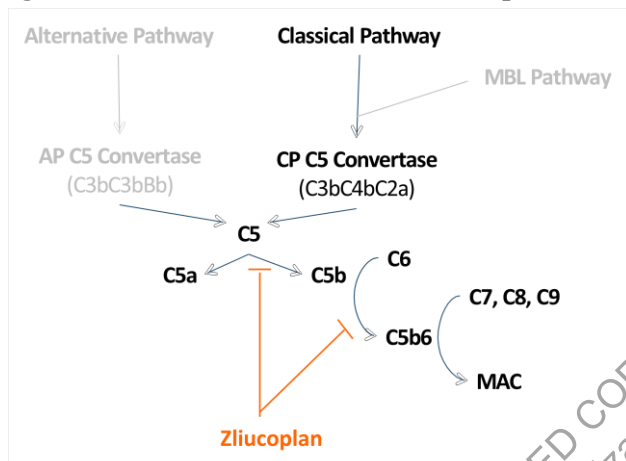 Alternative Pathway
Classical Pathway
MBL Pathway
AP C5 Convertase
(C3bC3bBb)
CP C5 Convertase
(C3bC4bC2a)
C5
C5a
C5b
C6
C7, C8, C9
C5b6
MAC
Zliucoplan